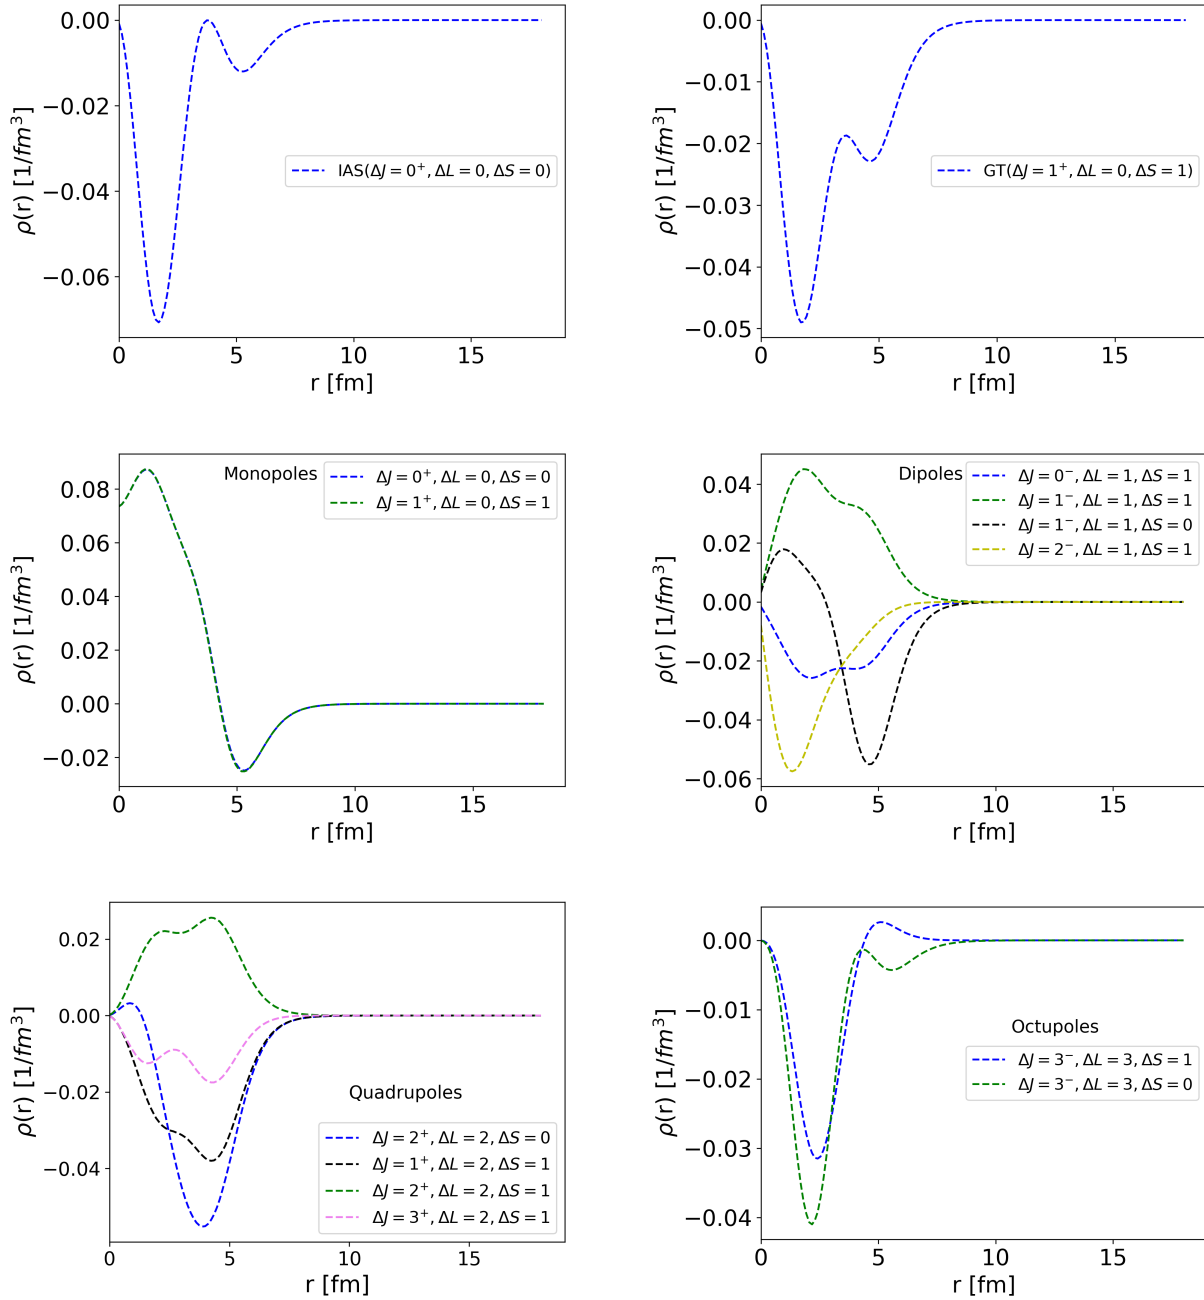 0.00
−0.02
−0.04
−0.06
ρ(r) [1/fm³]
IAS(ΔJ = 0⁺, ΔL = 0, ΔS = 0)
0 5 10 15
r [fm]
0.00
−0.01
−0.02
−0.03
−0.04
−0.05
ρ(r) [1/fm³]
GT(ΔJ = 1⁺, ΔL = 0, ΔS = 1)
0 5 10 15
r [fm]
0.08
0.06
0.04
0.02
0.00
−0.02
ρ(r) [1/fm³]
Monopoles
ΔJ = 0⁺, ΔL = 0, ΔS = 0
ΔJ = 1⁺, ΔL = 0, ΔS = 1
0 5 10 15
r [fm]
0.04
0.02
0.00
−0.02
−0.04
−0.06
ρ(r) [1/fm³]
Dipoles
ΔJ = 0⁻, ΔL = 1, ΔS = 1
ΔJ = 1⁻, ΔL = 1, ΔS = 1
ΔJ = 1⁻, ΔL = 1, ΔS = 0
ΔJ = 2⁻, ΔL = 1, ΔS = 1
0 5 10 15
r [fm]
0.02
0.00
−0.02
−0.04
ρ(r) [1/fm³]
Quadrupoles
ΔJ = 2⁺, ΔL = 2, ΔS = 0
ΔJ = 1⁺, ΔL = 2, ΔS = 1
ΔJ = 2⁺, ΔL = 2, ΔS = 1
ΔJ = 3⁺, ΔL = 2, ΔS = 1
0 5 10 15
r [fm]
0.00
−0.01
−0.02
−0.03
−0.04
ρ(r) [1/fm³]
Octupoles
ΔJ = 3⁻, ΔL = 3, ΔS = 1
ΔJ = 3⁻, ΔL = 3, ΔS = 0
0 5 10 15
r [fm]